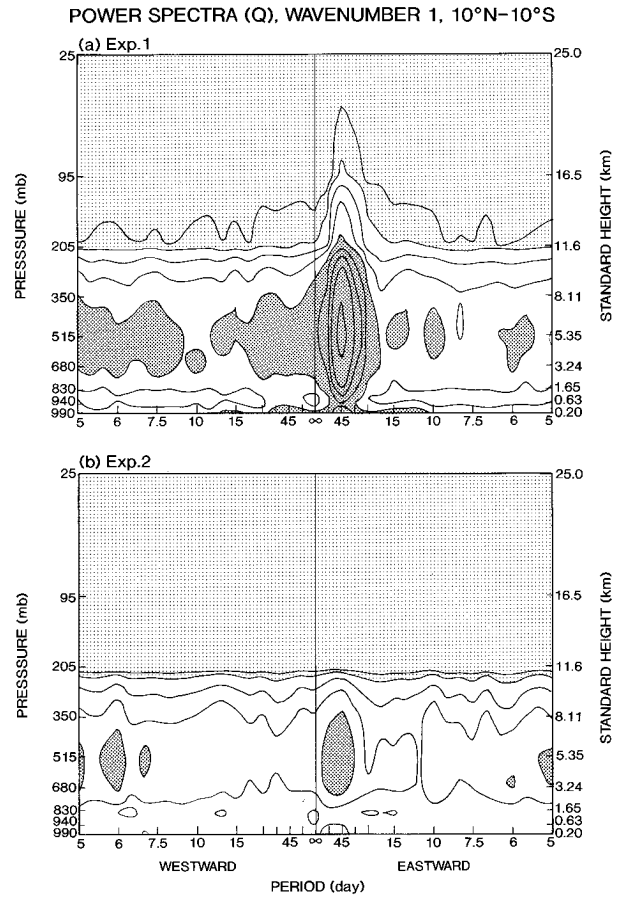 POWER SPECTRA (Q), WAVENUMBER 1, 10°N–10°S
(a) Exp.1
25 25.0
95 16.5
205 11.6
350 8.11
515 5.35
680 3.24
830 1.65
940 0.63
990 0.20
PRESSSURE (mb)
STANDARD HEIGHT (km)
5 6 7.5 10 15 45 ∞ 45 15 10 7.5 6 5
(b) Exp.2
25 25.0
95 16.5
205 11.6
350 8.11
515 5.35
680 3.24
830 1.65
940 0.63
990 0.20
PRESSSURE (mb)
STANDARD HEIGHT (km)
5 6 7.5 10 15 45 ∞ 45 15 10 7.5 6 5
WESTWARD EASTWARD
PERIOD (day)